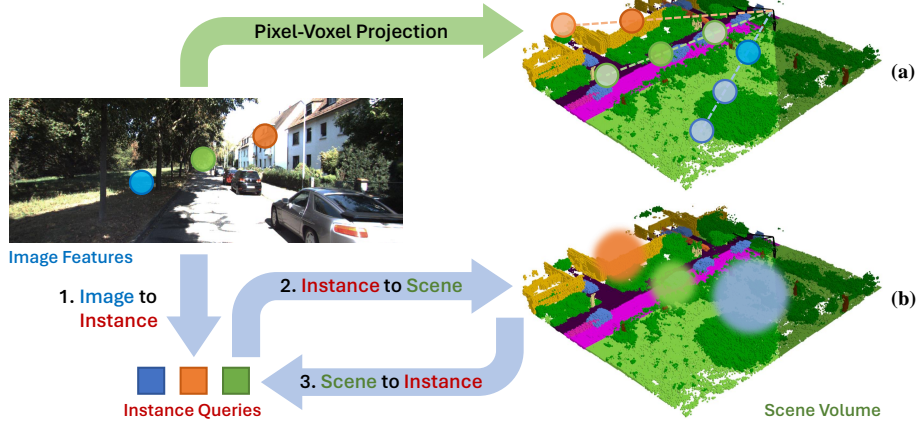 Pixel-Voxel Projection
(a)
Image Features
1. Image to
Instance
2. Instance to Scene
(b)
3. Scene to Instance
Instance Queries
Scene Volume